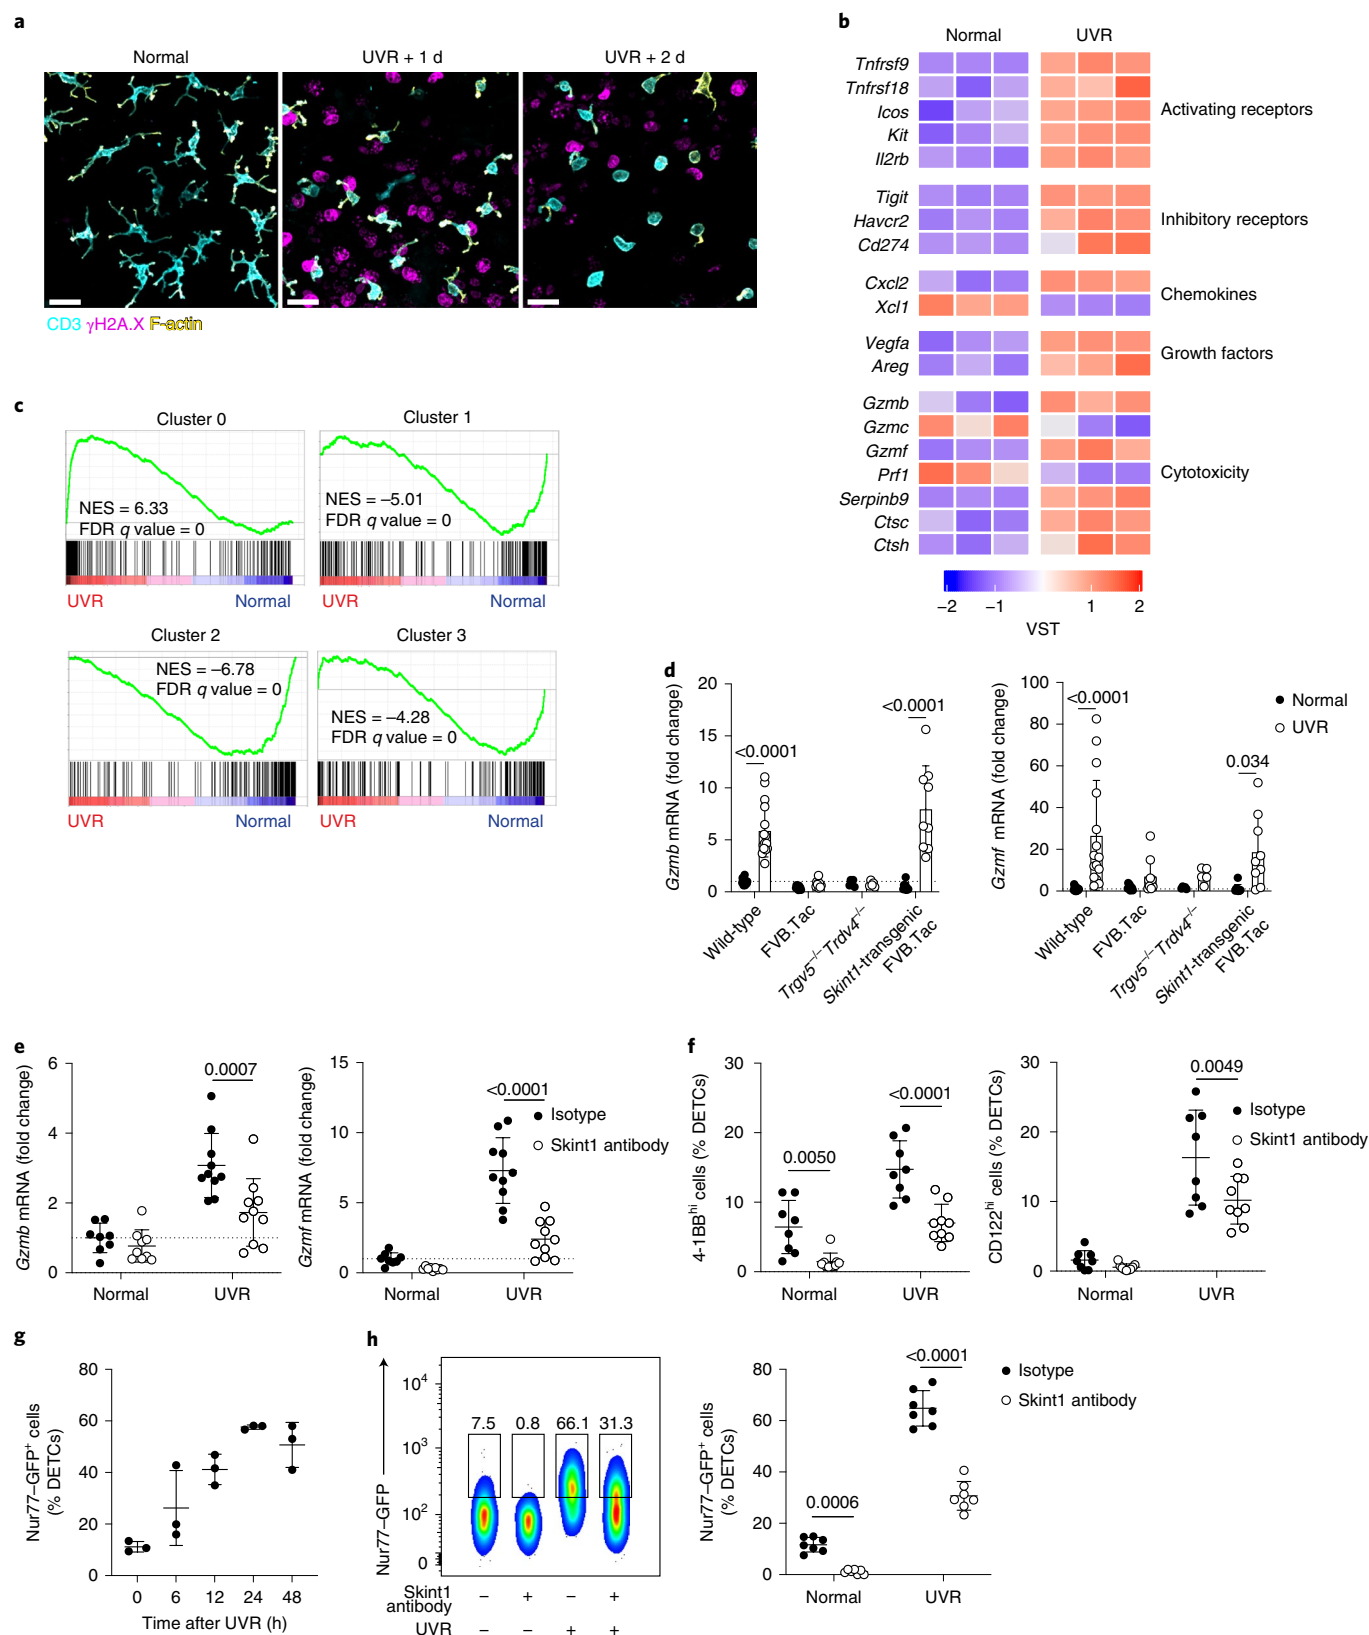 a
Normal
UVR + 1 d
UVR + 2 d
CD3 γH2A.X F-actin
b
Normal
UVR
Tnfrsf9
Tnfrsf18
Icos
Kit
Il2rb
Activating receptors
Tigit
Havcr2
Cd274
Inhibitory receptors
Cxcl2
Xcl1
Chemokines
Vegfa
Areg
Growth factors
Gzmb
Gzmc
Gzmf
Prf1
Serpinb9
Ctsc
Ctsh
Cytotoxicity
−2
−1
1
2
VST
c
Cluster 0
NES = 6.33
FDR q value = 0
UVR
Normal
Cluster 1
NES = −5.01
FDR q value = 0
UVR
Normal
Cluster 2
NES = −6.78
FDR q value = 0
UVR
Normal
Cluster 3
NES = −4.28
FDR q value = 0
UVR
Normal
d
Gzmb mRNA (fold change)
20
15
10
5
0
<0.0001
<0.0001
Wild-type
FVB.Tac
Trgv5−/−Trdv4−/−
Skint1-transgenic
FVB.Tac
Gzmf mRNA (fold change)
100
80
60
40
20
0
<0.0001
0.034
Wild-type
FVB.Tac
Trgv5−/−Trdv4−/−
Skint1-transgenic
FVB.Tac
Normal
UVR
e
Gzmb mRNA (fold change)
6
4
2
0
0.0007
Normal
UVR
Gzmf mRNA (fold change)
15
10
5
0
<0.0001
Normal
UVR
Isotype
Skint1 antibody
f
4-1BBhi cells (% DETCs)
30
20
10
0
0.0050
<0.0001
Normal
UVR
CD122hi cells (% DETCs)
30
20
10
0
0.0049
Normal
UVR
Isotype
Skint1 antibody
g
Nur77–GFP+ cells
(% DETCs)
80
60
40
20
0
0
6
12
24
48
Time after UVR (h)
h
Nur77–GFP
104
103
102
0
7.5
0.8
66.1
31.3
Skint1
antibody
−
+
−
+
UVR
−
−
+
+
Nur77–GFP+ cells
(% DETCs)
80
60
40
20
0
0.0006
<0.0001
Normal
UVR
Isotype
Skint1 antibody